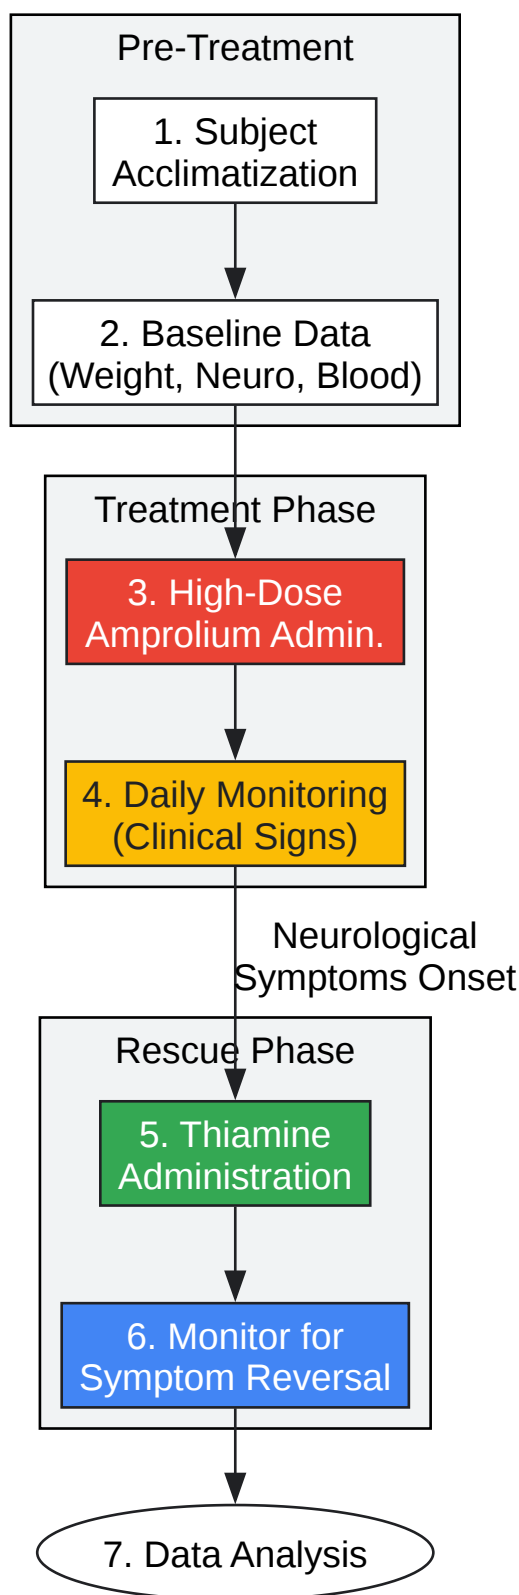 Pre-Treatment
1. Subject
Acclimatization
2. Baseline Data
(Weight, Neuro, Blood)
Treatment Phase
3. High-Dose
Amprolium Admin.
4. Daily Monitoring
(Clinical Signs)
Neurological
Symptoms Onset
Rescue Phase
5. Thiamine
Administration
6. Monitor for
Symptom Reversal
7. Data Analysis